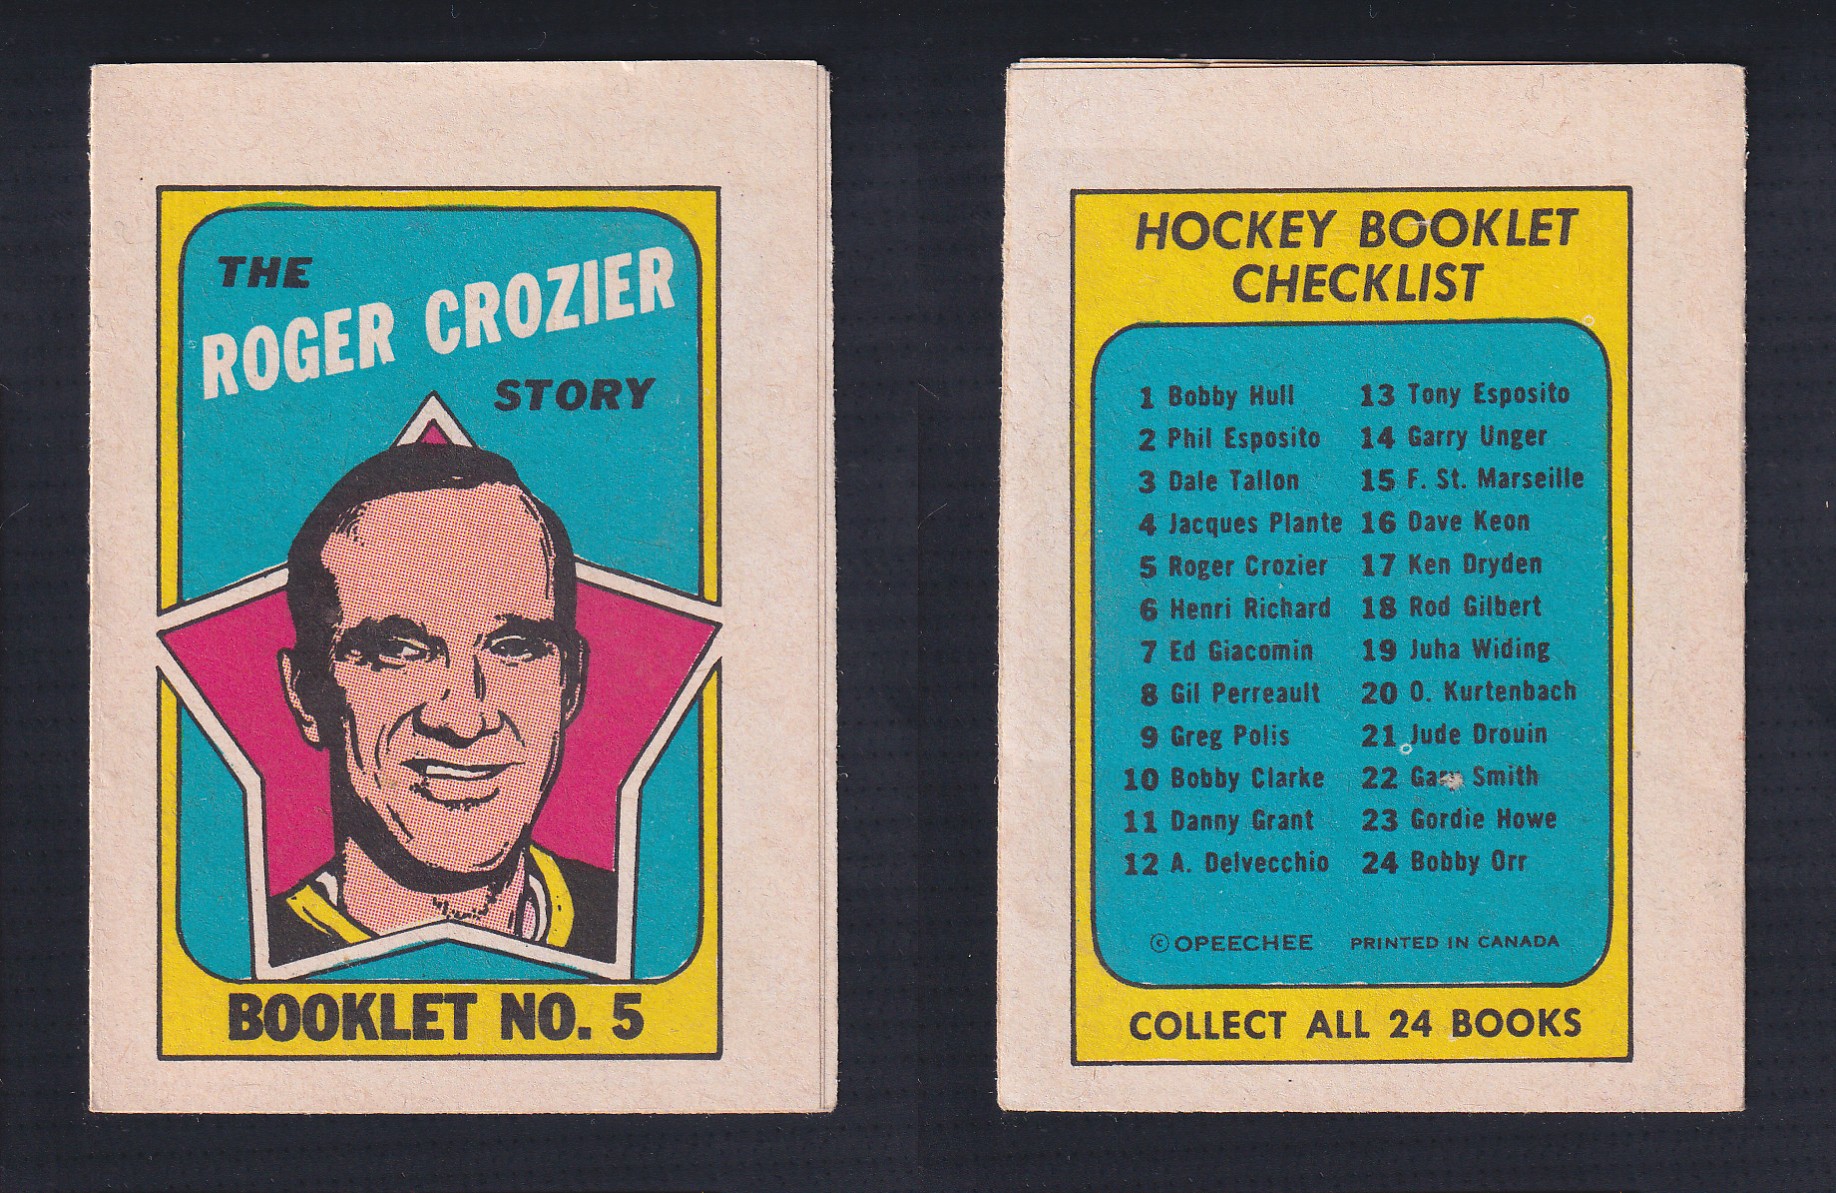 THE
ROGER CROZIER
STORY
BOOKLET NO. 5
HOCKEY BOOKLET
CHECKLIST
1 Bobby Hull
2 Phil Esposito
3 Dale Tallon
4 Jacques Plante
5 Roger Crozier
6 Henri Richard
7 Ed Giacomin
8 Gil Perreault
9 Greg Polis
10 Bobby Clarke
11 Danny Grant
12 A. Delvecchio
13 Tony Esposito
14 Garry Unger
15 F. St. Marseille
16 Dave Keon
17 Ken Dryden
18 Rod Gilbert
19 Juha Widing
20 O. Kurtenbach
21 Jude Drouin
22 Gary Smith
23 Gordie Howe
24 Bobby Orr
© OPEECHEE PRINTED IN CANADA
COLLECT ALL 24 BOOKS